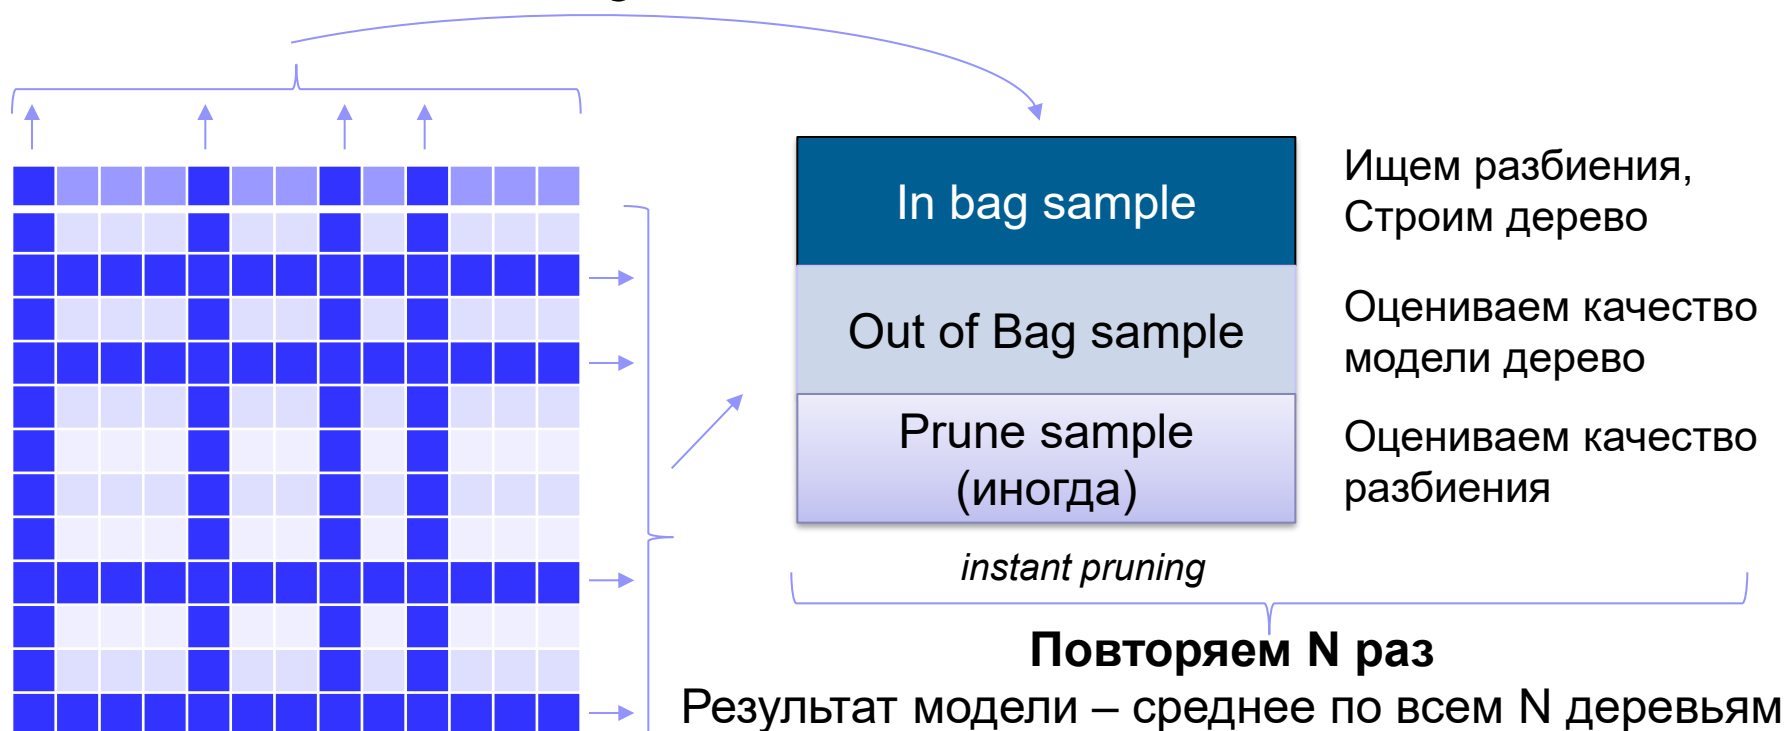 In bag sample
Ищем разбиения,
Строим дерево
Out of Bag sample
Оцениваем качество
модели дерево
Prune sample
(иногда)
Оцениваем качество
разбиения
instant pruning
Повторяем N раз
Результат модели – среднее по всем N деревьям